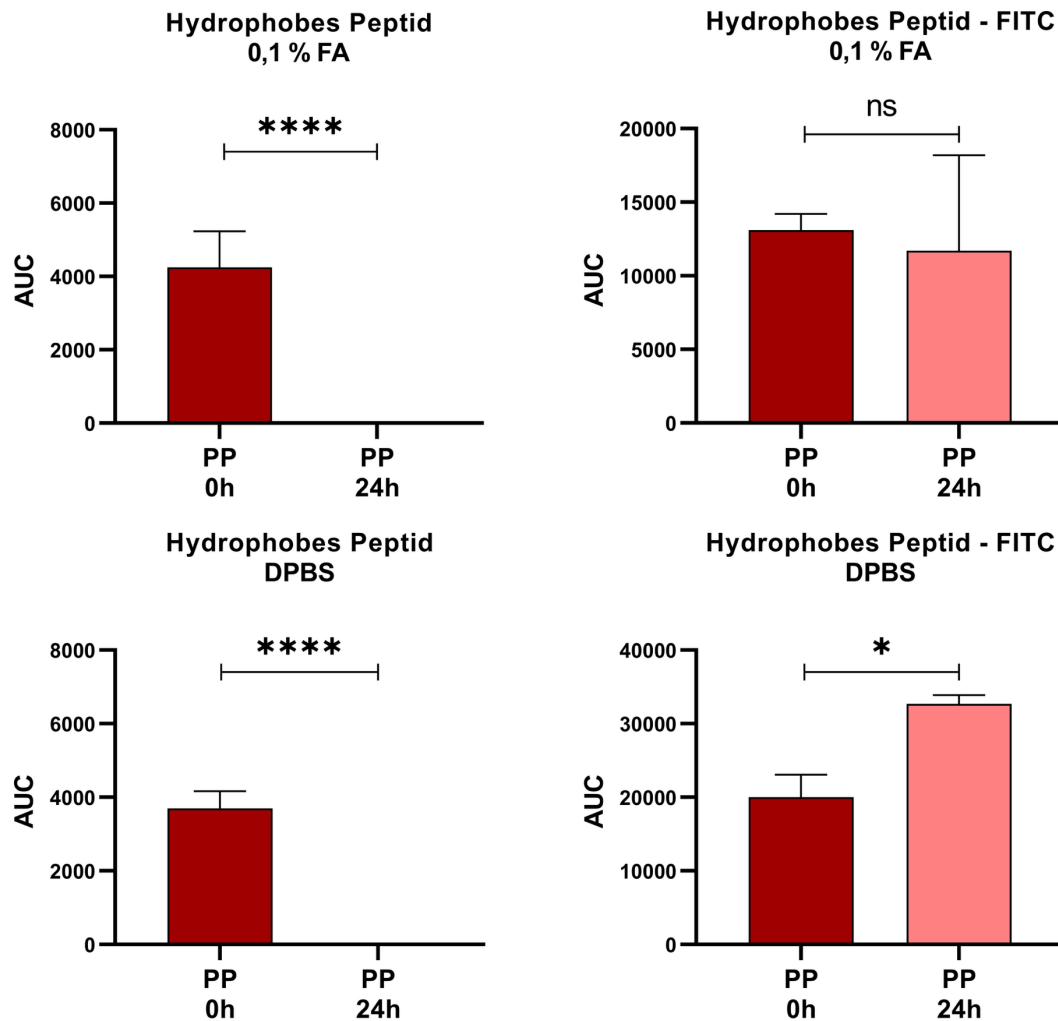 Hydrophobes Peptid
0,1 % FA
****
8000
6000
4000
2000
0
AUC
PP
0h
PP
24h
Hydrophobes Peptid - FITC
0,1 % FA
ns
20000
15000
10000
5000
0
AUC
PP
0h
PP
24h
Hydrophobes Peptid
DPBS
****
8000
6000
4000
2000
0
AUC
PP
0h
PP
24h
Hydrophobes Peptid - FITC
DPBS
*
40000
30000
20000
10000
0
AUC
PP
0h
PP
24h